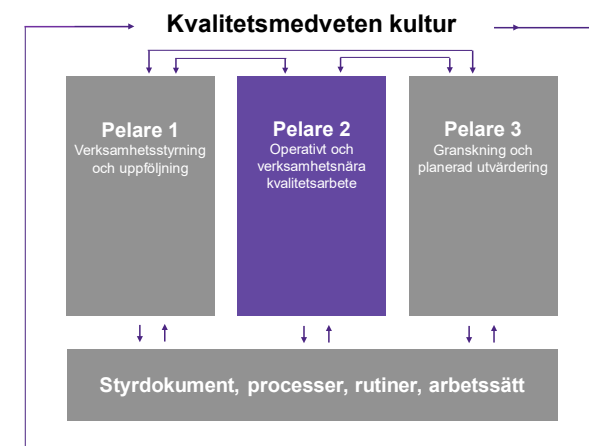 Kvalitetsmedveten kultur
Pelare 1
Verksamhetsstyrning
och uppföljning
Pelare 2
Operativt och
verksamhetsnära
kvalitetsarbete
Pelare 3
Granskning och
planerad utvärdering
Styrdokument, processer, rutiner, arbetssätt